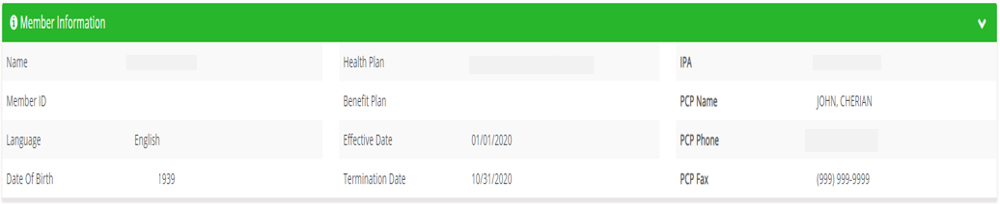 Member Information
Name Health Plan IPA
Member ID Benefit Plan PCP Name JOHN, CHERIAN
Language English Effective Date 01/01/2020 PCP Phone
Date Of Birth 1939 Termination Date 10/31/2020 PCP Fax (999) 999-9999